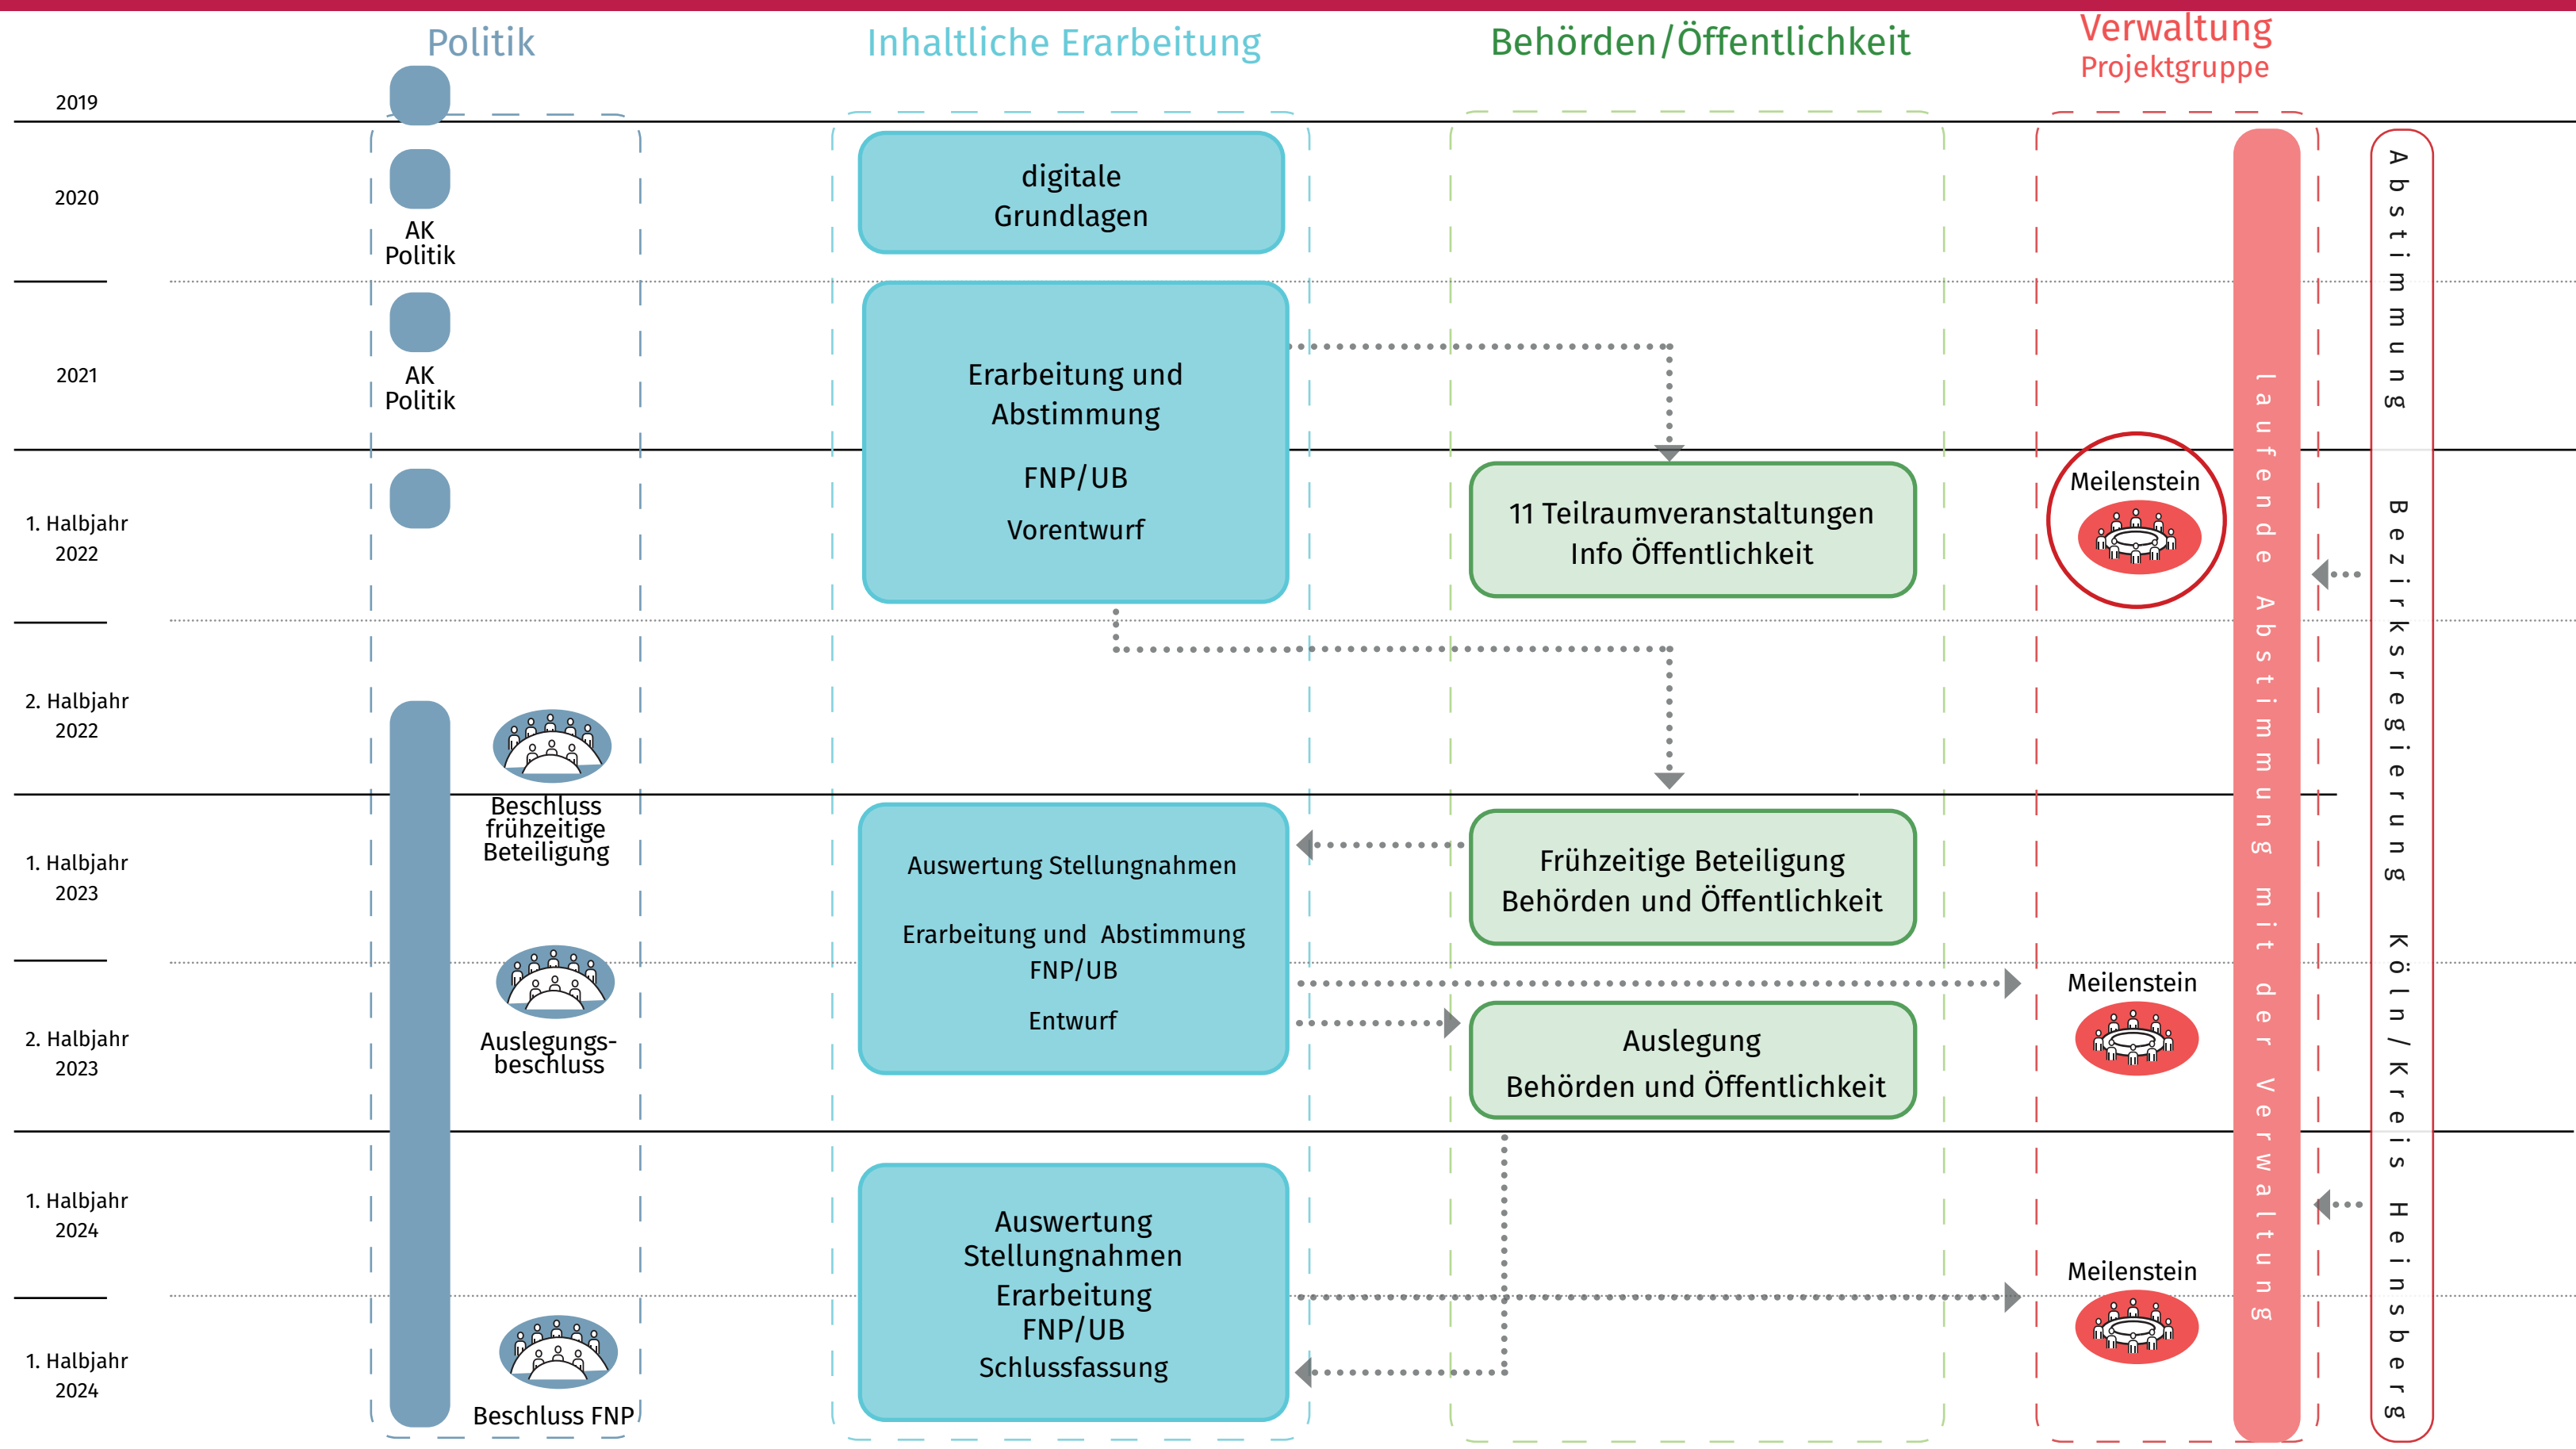 Politik
Inhaltliche Erarbeitung
Behörden/Öffentlichkeit
Verwaltung
Projektgruppe
2019
2020
AK
Politik
digitale
Grundlagen
2021
AK
Politik
Erarbeitung und
Abstimmung
FNP/UB
Vorentwurf
1. Halbjahr
2022
11 Teilraumveranstaltungen
Info Öffentlichkeit
Meilenstein
2. Halbjahr
2022
Beschluss
frühzeitige
Beteiligung
1. Halbjahr
2023
Auswertung Stellungnahmen
Erarbeitung und Abstimmung
FNP/UB
Entwurf
Frühzeitige Beteiligung
Behörden und Öffentlichkeit
2. Halbjahr
2023
Auslegungs-
beschluss
Auslegung
Behörden und Öffentlichkeit
Meilenstein
1. Halbjahr
2024
Auswertung
Stellungnahmen
Erarbeitung
FNP/UB
Schlussfassung
Meilenstein
1. Halbjahr
2024
Beschluss FNP
laufende Abstimmung mit der Verwaltung
Abstimmung Bezirksregierung Köln/Kreis Heinsberg